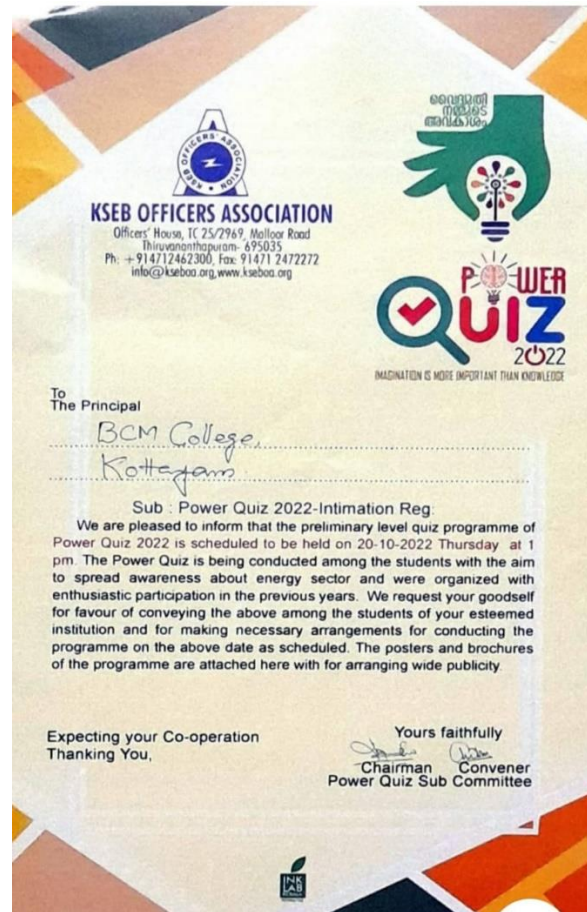 വൈദ്യുതി
നമ്മുടെ
അവകാശം
KSEB OFFICERS' ASSOCIATION
KSEB OFFICERS ASSOCIATION
Officers' House, TC 25/2969, Malloor Road
Thiruvananthapuram- 695035
Ph: +914712462300, Fax: 91471 2472272
info@kseboa.org,www.kseboa.org
POWER
QUIZ
2022
IMAGINATION IS MORE IMPORTANT THAN KNOWLEDGE
To
The Principal
BCM College,
Kottayam
Sub : Power Quiz 2022-Intimation Reg:
We are pleased to inform that the preliminary level quiz programme of
Power Quiz 2022 is scheduled to be held on 20-10-2022 Thursday at 1
pm. The Power Quiz is being conducted among the students with the aim
to spread awareness about energy sector and were organized with
enthusiastic participation in the previous years. We request your goodself
for favour of conveying the above among the students of your esteemed
institution and for making necessary arrangements for conducting the
programme on the above date as scheduled. The posters and brochures
of the programme are attached here with for arranging wide publicity.
Expecting your Co-operation
Thanking You,
Yours faithfully
Chairman Convener
Power Quiz Sub Committee
INK
LAB